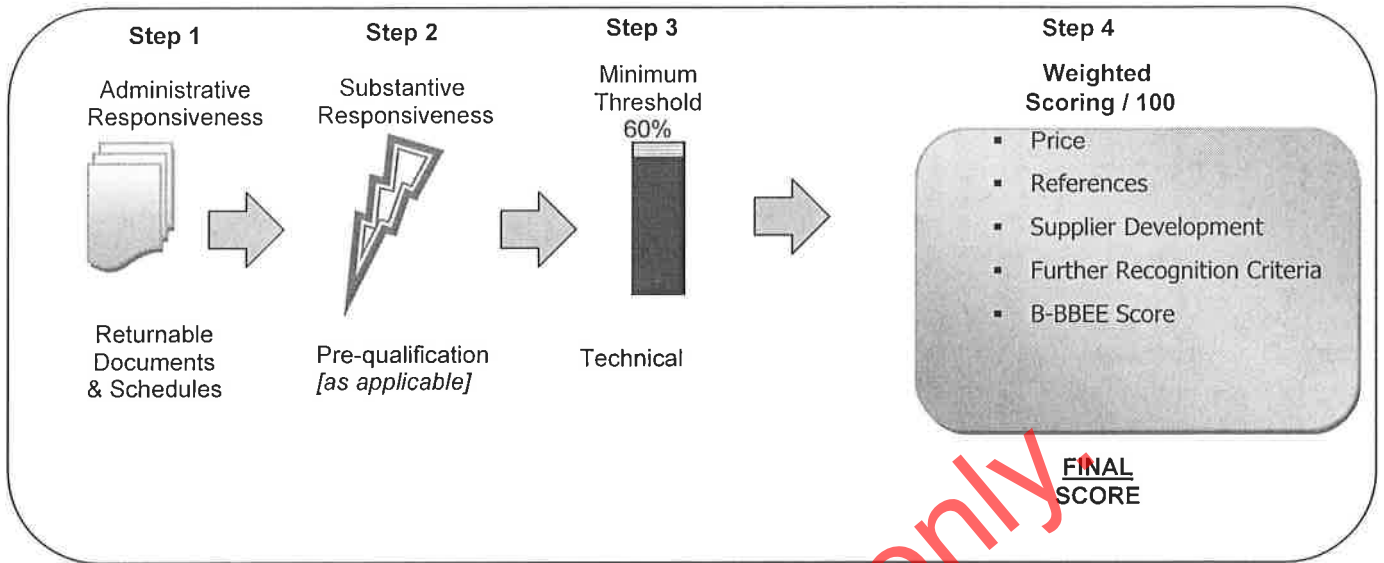 Step 1
Administrative
Responsiveness
Returnable
Documents
& Schedules
Step 2
Substantive
Responsiveness
Pre-qualification
[as applicable]
Step 3
Minimum
Threshold
60%
Technical
Step 4
Weighted
Scoring / 100
▪ Price
▪ References
▪ Supplier Development
▪ Further Recognition Criteria
▪ B-BBEE Score
FINAL
SCORE
only.